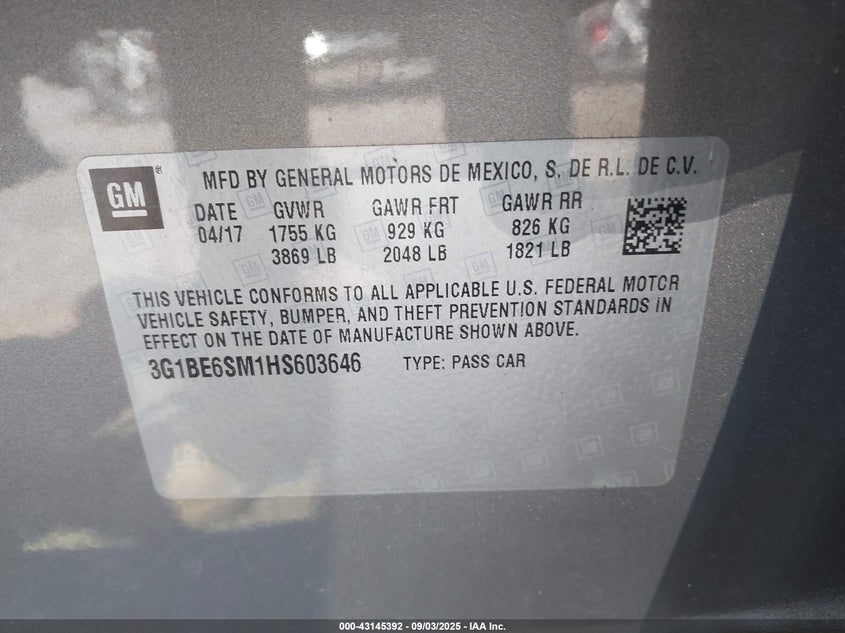 GM®
MFD BY GENERAL MOTORS DE MEXICO, S. DE R.L. DE C.V.
DATE GVWR GAWR FRT GAWR RR
04/17 1755 KG 929 KG 826 KG
3869 LB 2048 LB 1821 LB
THIS VEHICLE CONFORMS TO ALL APPLICABLE U.S. FEDERAL MOTOR
VEHICLE SAFETY, BUMPER, AND THEFT PREVENTION STANDARDS IN
EFFECT ON THE DATE OF MANUFACTURE SHOWN ABOVE.
3G1BE6SM1HS603646 TYPE: PASS CAR
000-43145392 - 09/03/2025 - IAA Inc.